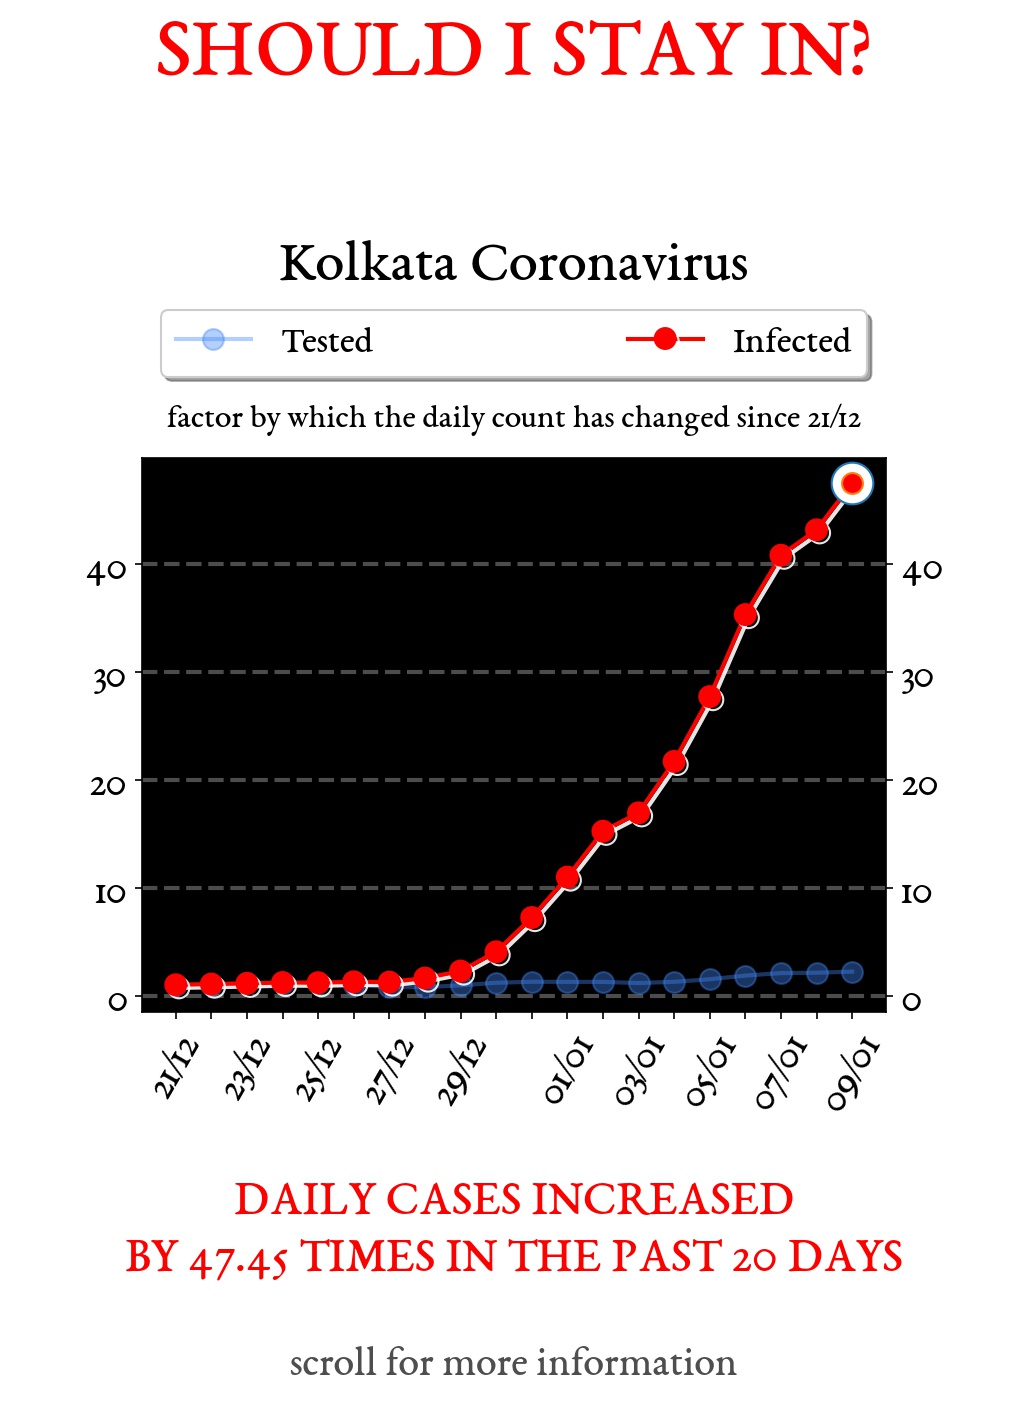 SHOULD I STAY IN?
Kolkata Coronavirus
Tested Infected
factor by which the daily count has changed since 21/12
40 40
30 30
20 20
10 10
0 0
21/12 23/12 25/12 27/12 29/12 01/01 03/01 05/01 07/01 09/01
DAILY CASES INCREASED
BY 47.45 TIMES IN THE PAST 20 DAYS
scroll for more information